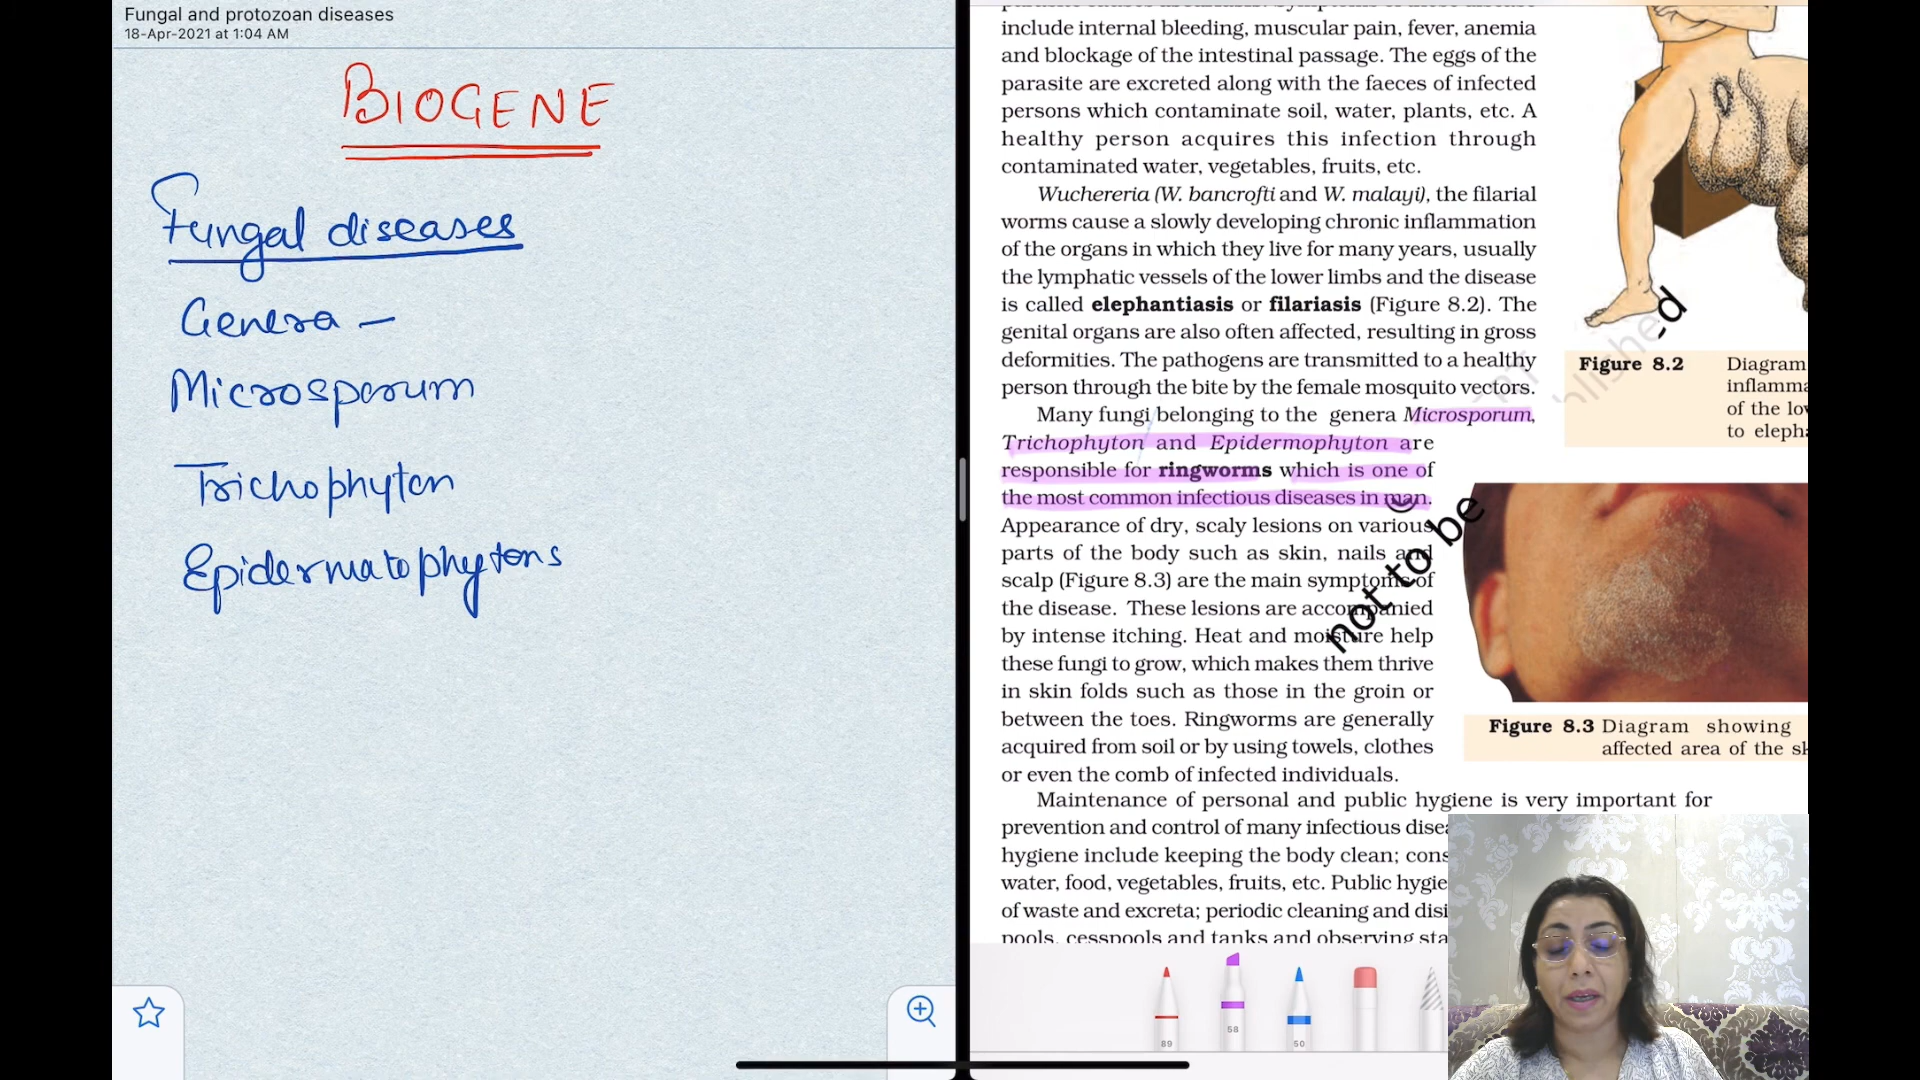 Fungal and protozoan diseases
18-Apr-2021 at 1:04 AM
BIOGENE
Fungal diseases
Genera —
Microsporum
Trichophyton
Epidermatophytons
include internal bleeding, muscular pain, fever, anemia
and blockage of the intestinal passage. The eggs of the
parasite are excreted along with the faeces of infected
persons which contaminate soil, water, plants, etc. A
healthy person acquires this infection through
contaminated water, vegetables, fruits, etc.
Wuchereria (W. bancrofti and W. malayi), the filarial
worms cause a slowly developing chronic inflammation
of the organs in which they live for many years, usually
the lymphatic vessels of the lower limbs and the disease
is called elephantiasis or filariasis (Figure 8.2). The
genital organs are also often affected, resulting in gross
deformities. The pathogens are transmitted to a healthy
person through the bite by the female mosquito vectors.
Many fungi belonging to the genera Microsporum,
Trichophyton and Epidermophyton are
responsible for ringworms which is one of
the most common infectious diseases in man.
Appearance of dry, scaly lesions on various
parts of the body such as skin, nails and
scalp (Figure 8.3) are the main symptoms of
the disease. These lesions are accompanied
by intense itching. Heat and moisture help
these fungi to grow, which makes them thrive
in skin folds such as those in the groin or
between the toes. Ringworms are generally
acquired from soil or by using towels, clothes
or even the comb of infected individuals.
Maintenance of personal and public hygiene is very important for
prevention and control of many infectious disea
hygiene include keeping the body clean; cons
water, food, vegetables, fruits, etc. Public hygie
of waste and excreta; periodic cleaning and disi
pools, cesspools and tanks and observing sta
Figure 8.2 Diagram
inflamma
of the lov
to elepha
Figure 8.3 Diagram showing
affected area of the sk
© not to be
89
58
50